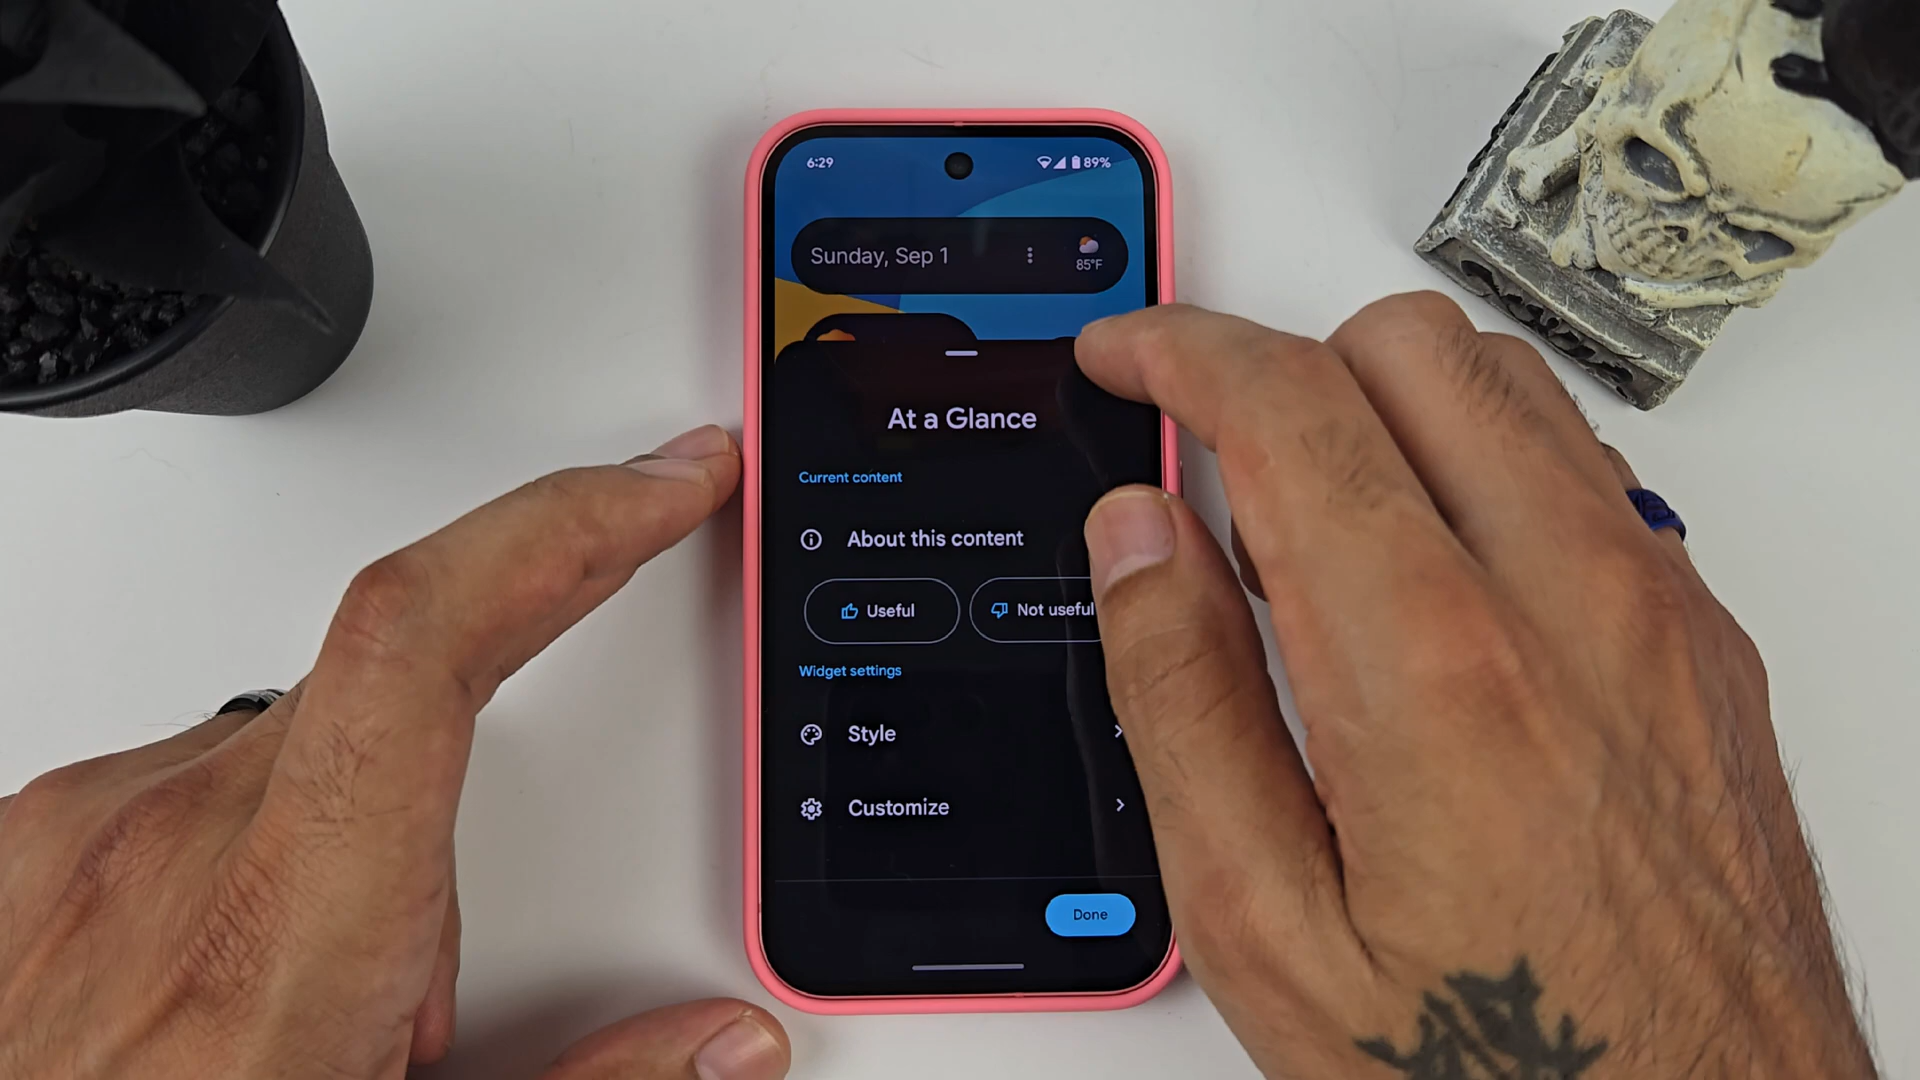 6:29
89%
Sunday, Sep 1
85°F
At a Glance
Current content
About this content
Useful
Not useful
Widget settings
Style
Customize
Done